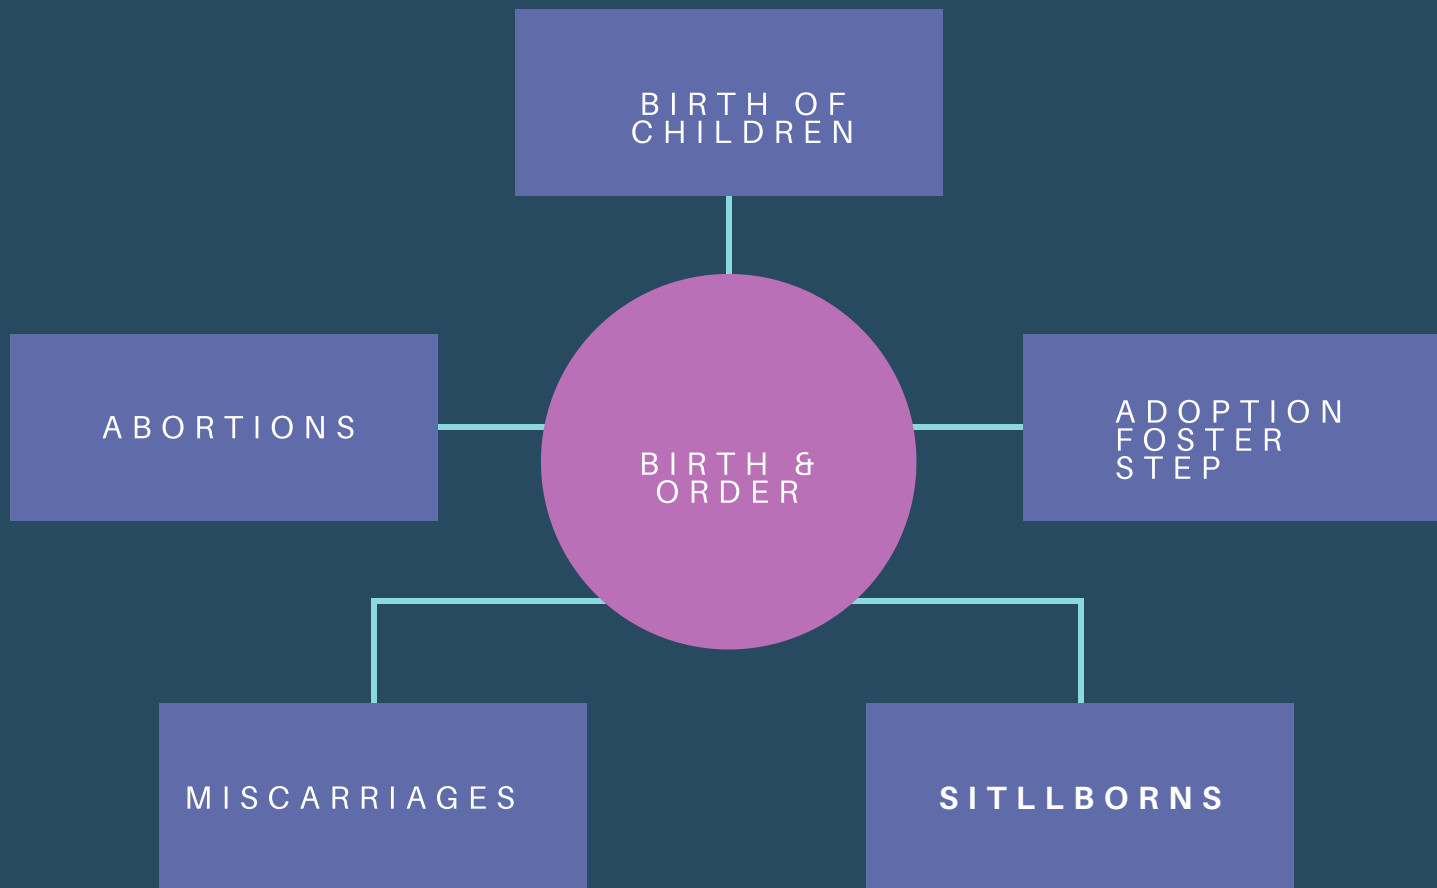 BIRTH OF
CHILDREN
ABORTIONS
BIRTH &
ORDER
ADOPTION
FOSTER
STEP
MISCARRIAGES
SITLLBORNS